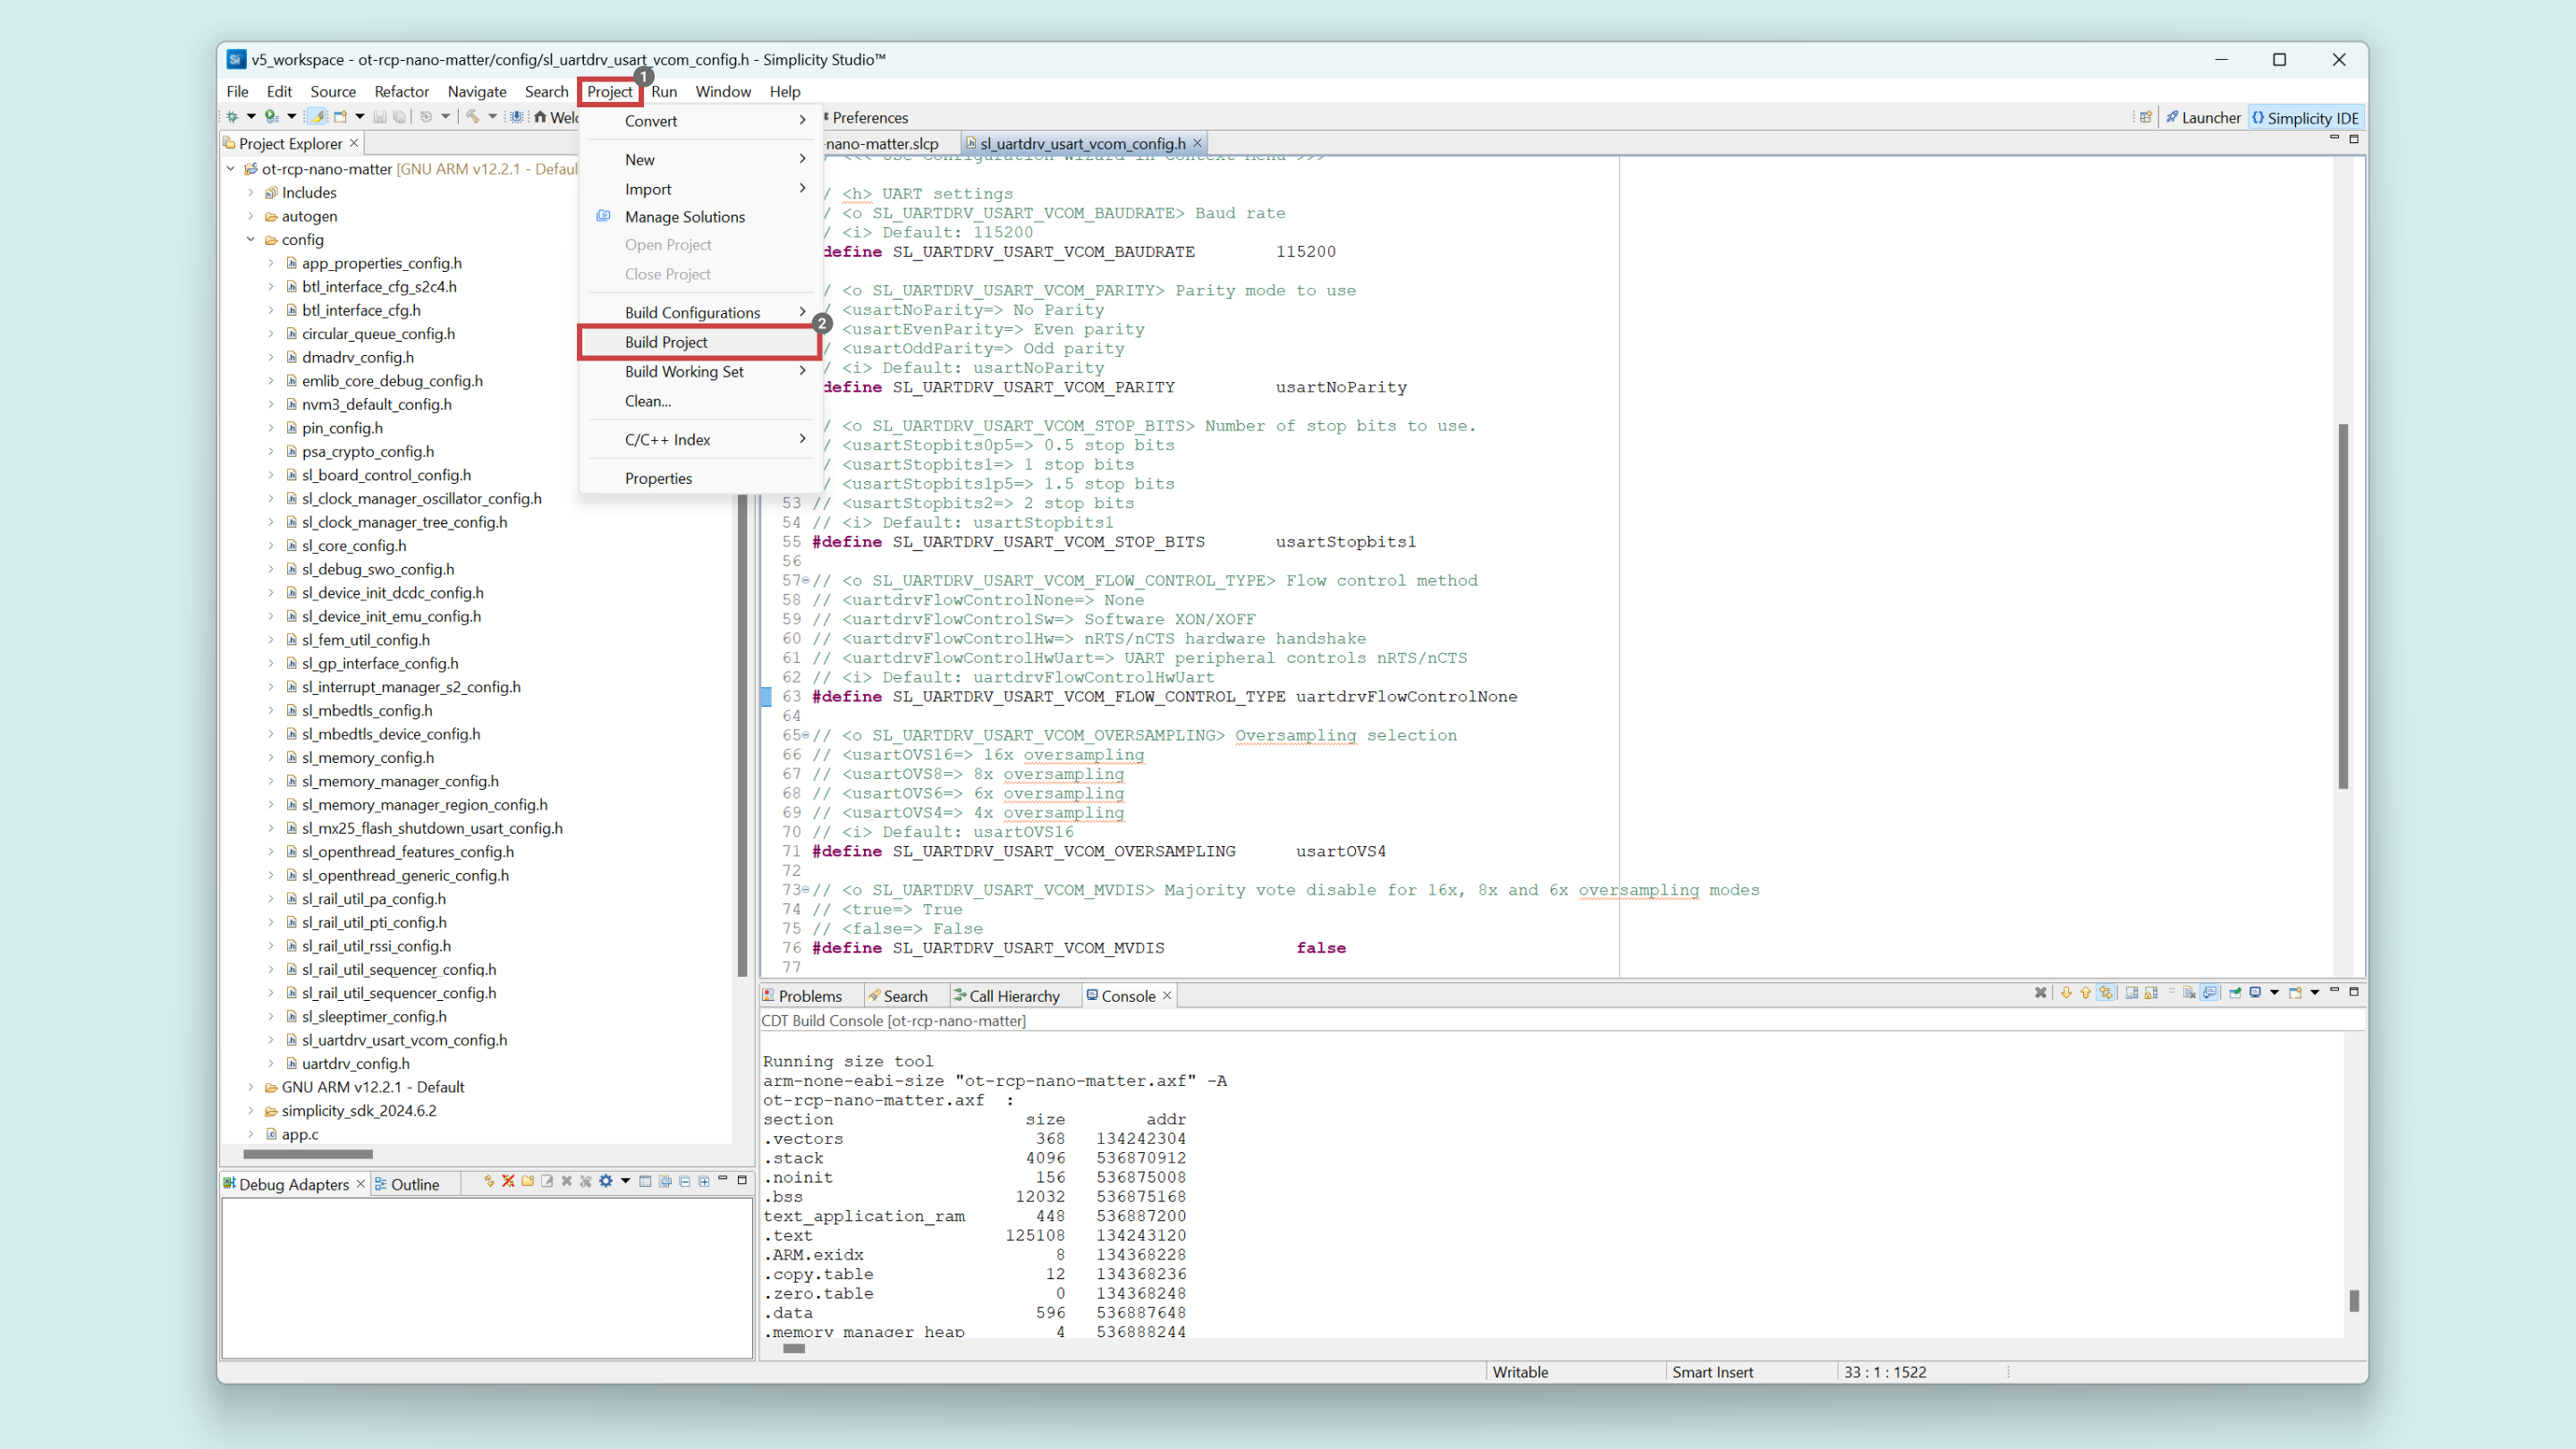 v5_workspace - ot-rcp-nano-matter/config/sl_uartdrv_usart_vcom_config.h - Simplicity Studio™
1
File Edit Source Refactor Navigate Search Project Run Window Help
Preferences
Launcher
Simplicity IDE
Project Explorer
ot-rcp-nano-matter [GNU ARM v12.2.1 -
Includes
autogen
config
app_properties_config.h
btl_interface_cfg_s2c4.h
btl_interface_cfg.h
circular_queue_config.h
dmadrv_config.h
emlib_core_debug_config.h
nvm3_default_config.h
pin_config.h
psa_crypto_config.h
sl_board_control_config.h
sl_clock_manager_oscillator_config.h
sl_clock_manager_tree_config.h
sl_core_config.h
sl_debug_swo_config.h
sl_device_init_dcdc_config.h
sl_device_init_emu_config.h
sl_fem_util_config.h
sl_gp_interface_config.h
sl_interrupt_manager_s2_config.h
sl_mbedtls_config.h
sl_mbedtls_device_config.h
sl_memory_config.h
sl_memory_manager_config.h
sl_memory_manager_region_config.h
sl_mx25_flash_shutdown_usart_config.h
sl_openthread_features_config.h
sl_openthread_generic_config.h
sl_rail_util_pa_config.h
sl_rail_util_pti_config.h
sl_rail_util_rssi_config.h
sl_rail_util_sequencer_config.h
sl_rail_util_sequencer_config.h
sl_sleeptimer_config.h
sl_uartdrv_usart_vcom_config.h
uartdrv_config.h
GNU ARM v12.2.1 - Default
simplicity_sdk_2024.6.2
app.c
Convert
New
Import
Manage Solutions
Open Project
Close Project
Build Configurations
2
Build Project
Build Working Set
Clean...
C/C++ Index
Properties
-nano-matter.slcp
sl_uartdrv_usart_vcom_config.h
/ <h> UART settings
/ <o SL_UARTDRV_USART_VCOM_BAUDRATE> Baud rate
/ <i> Default: 115200
define SL_UARTDRV_USART_VCOM_BAUDRATE 115200
/ <o SL_UARTDRV_USART_VCOM_PARITY> Parity mode to use
/ <usartNoParity=> No Parity
<usartEvenParity=> Even parity
/ <usartOddParity=> Odd parity
/ <i> Default: usartNoParity
define SL_UARTDRV_USART_VCOM_PARITY usartNoParity
/ <o SL_UARTDRV_USART_VCOM_STOP_BITS> Number of stop bits to use.
/ <usartStopbits0p5=> 0.5 stop bits
/ <usartStopbits1=> 1 stop bits
/ <usartStopbits1p5=> 1.5 stop bits
53 // <usartStopbits2=> 2 stop bits
54 // <i> Default: usartStopbits1
55 #define SL_UARTDRV_USART_VCOM_STOP_BITS usartStopbits1
56
57 // <o SL_UARTDRV_USART_VCOM_FLOW_CONTROL_TYPE> Flow control method
58 // <uartdrvFlowControlNone=> None
59 // <uartdrvFlowControlSw=> Software XON/XOFF
60 // <uartdrvFlowControlHw=> nRTS/nCTS hardware handshake
61 // <uartdrvFlowControlHwUart=> UART peripheral controls nRTS/nCTS
62 // <i> Default: uartdrvFlowControlHwUart
63 #define SL_UARTDRV_USART_VCOM_FLOW_CONTROL_TYPE uartdrvFlowControlNone
64
65 // <o SL_UARTDRV_USART_VCOM_OVERSAMPLING> Oversampling selection
66 // <usartOVS16=> 16x oversampling
67 // <usartOVS8=> 8x oversampling
68 // <usartOVS6=> 6x oversampling
69 // <usartOVS4=> 4x oversampling
70 // <i> Default: usartOVS16
71 #define SL_UARTDRV_USART_VCOM_OVERSAMPLING usartOVS4
72
73 // <o SL_UARTDRV_USART_VCOM_MVDIS> Majority vote disable for 16x, 8x and 6x oversampling modes
74 // <true=> True
75 // <false=> False
76 #define SL_UARTDRV_USART_VCOM_MVDIS false
77
Problems
Search
Call Hierarchy
Console
CDT Build Console [ot-rcp-nano-matter]
Running size tool
arm-none-eabi-size "ot-rcp-nano-matter.axf" -A
ot-rcp-nano-matter.axf :
section size addr
.vectors 368 134242304
.stack 4096 536870912
.noinit 156 536875008
.bss 12032 536875168
text_application_ram 448 536887200
.text 125108 134243120
.ARM.exidx 8 134368228
.copy.table 12 134368236
.zero.table 0 134368248
.data 596 536887648
.memory_manager_heap 4 536888244
Debug Adapters
Outline
Writable
Smart Insert
33 : 1 : 1522